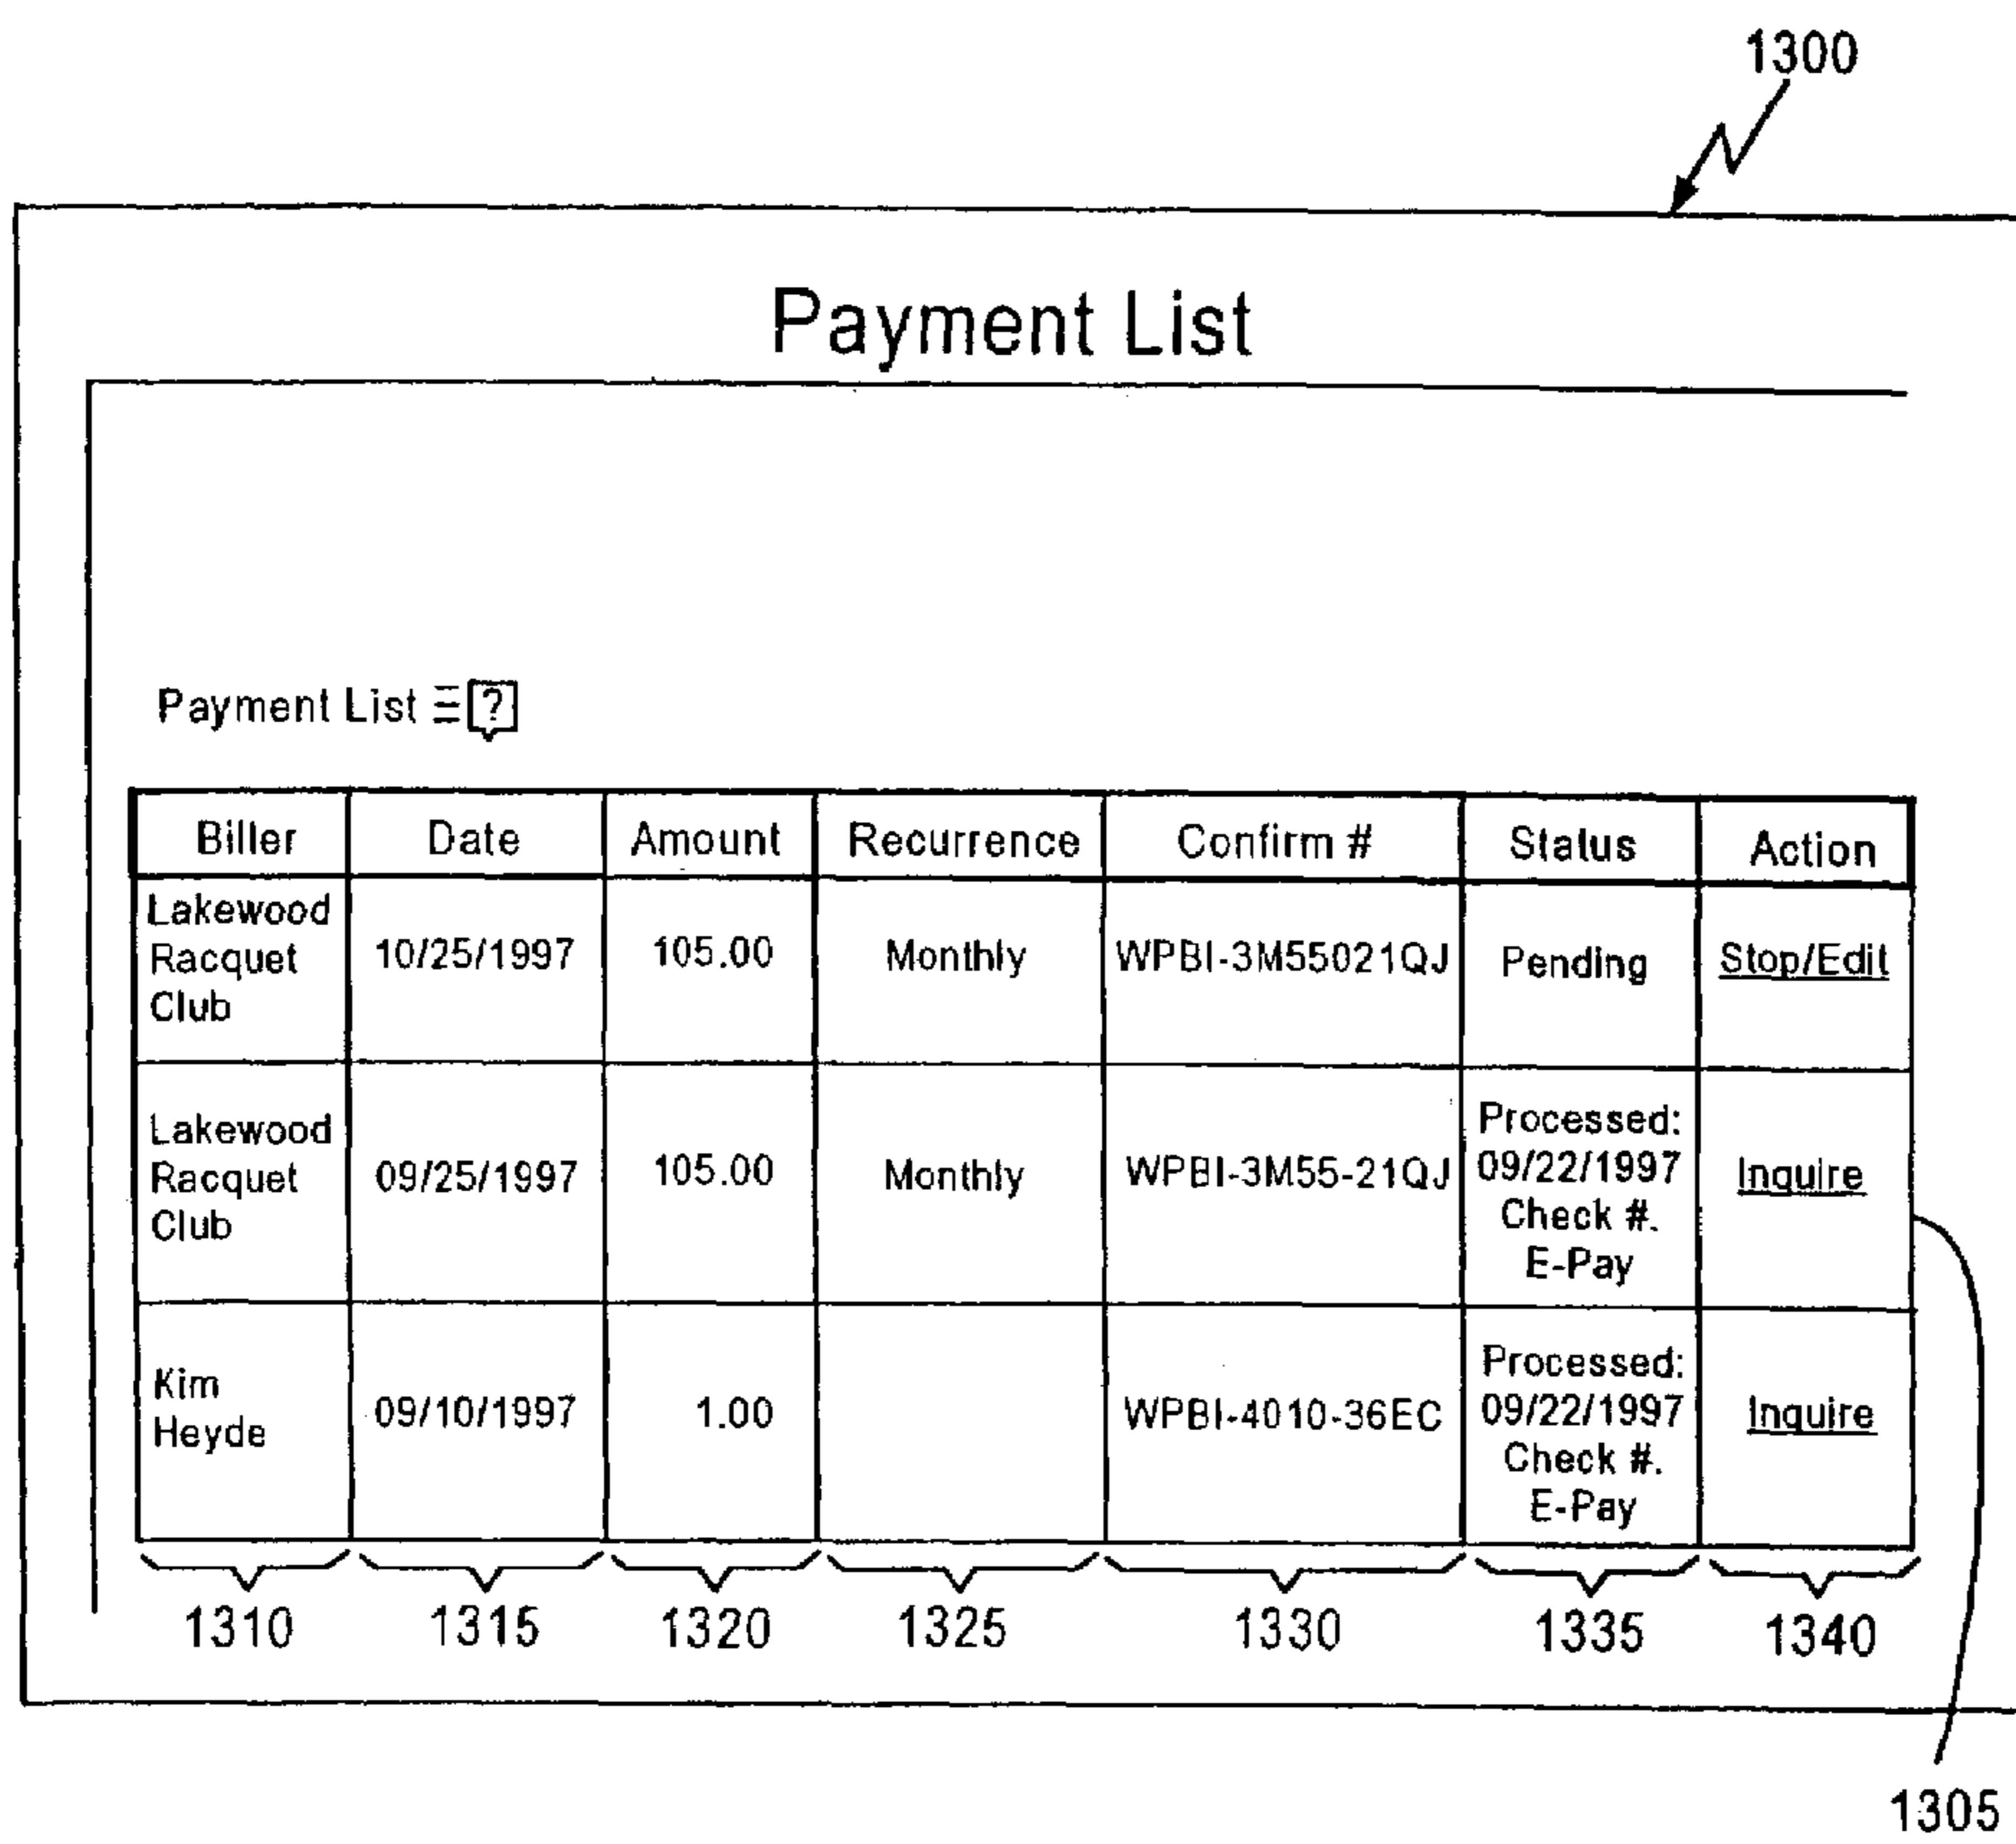 1300
Payment List
Payment List ?
Biller Date Amount Recurrence Confirm # Status Action
Lakewood
Racquet
Club
10/25/1997 105.00 Monthly WPBI-3M55021QJ Pending Stop/Edit
Lakewood
Racquet
Club
09/25/1997 105.00 Monthly WPBI-3M55-21QJ
Processed:
09/22/1997
Check #.
E-Pay
Inquire
Kim
Heyde
09/10/1997 1.00 WPBI-4010-36EC
Processed:
09/22/1997
Check #.
E-Pay
Inquire
1310 1315 1320 1325 1330 1335 1340
1305